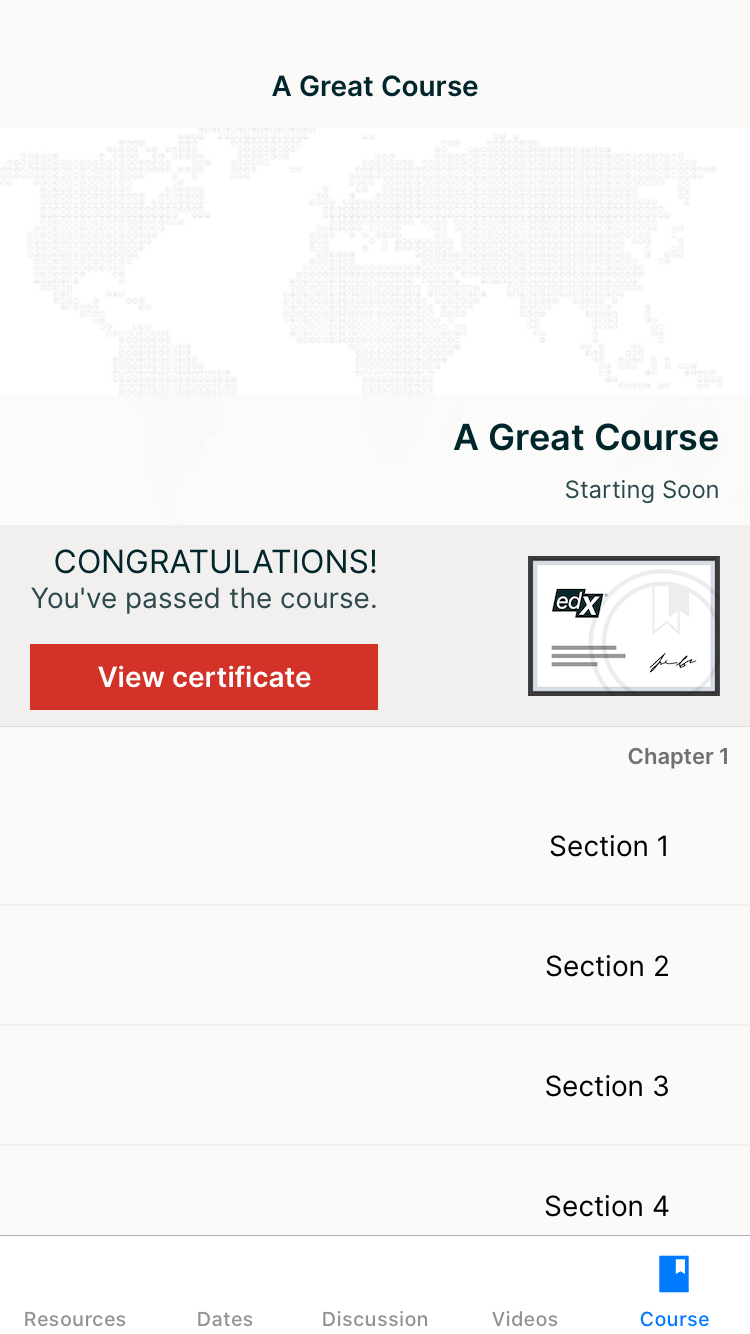 A Great Course
A Great Course
Starting Soon
CONGRATULATIONS!
You've passed the course.
View certificate
edX
Chapter 1
Section 1
Section 2
Section 3
Section 4
Resources
Dates
Discussion
Videos
Course